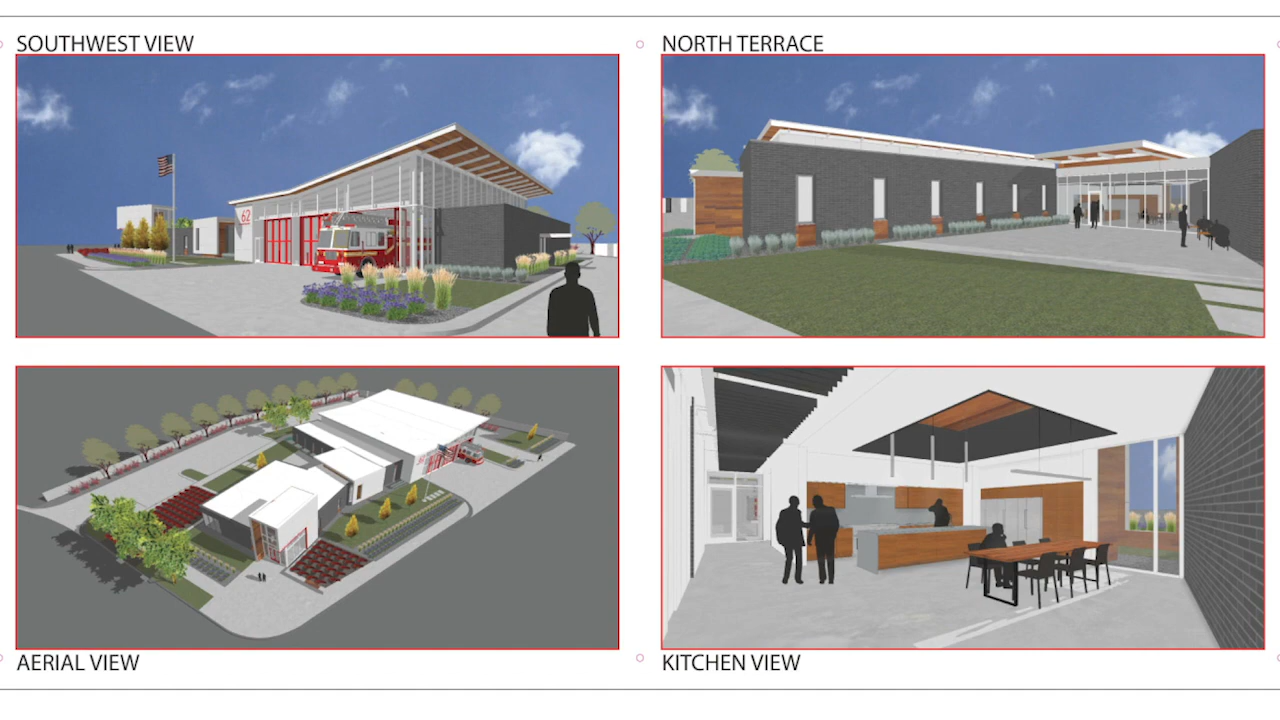 SOUTHWEST VIEW
NORTH TERRACE
62
AERIAL VIEW
KITCHEN VIEW